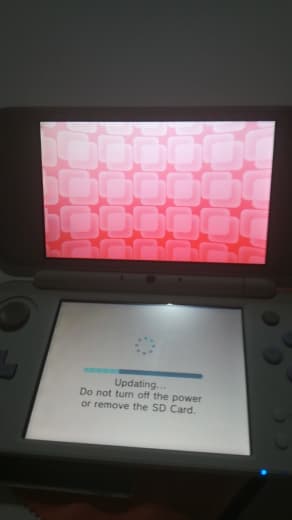 Updating...
Do not turn off the power
or remove the SD Card.